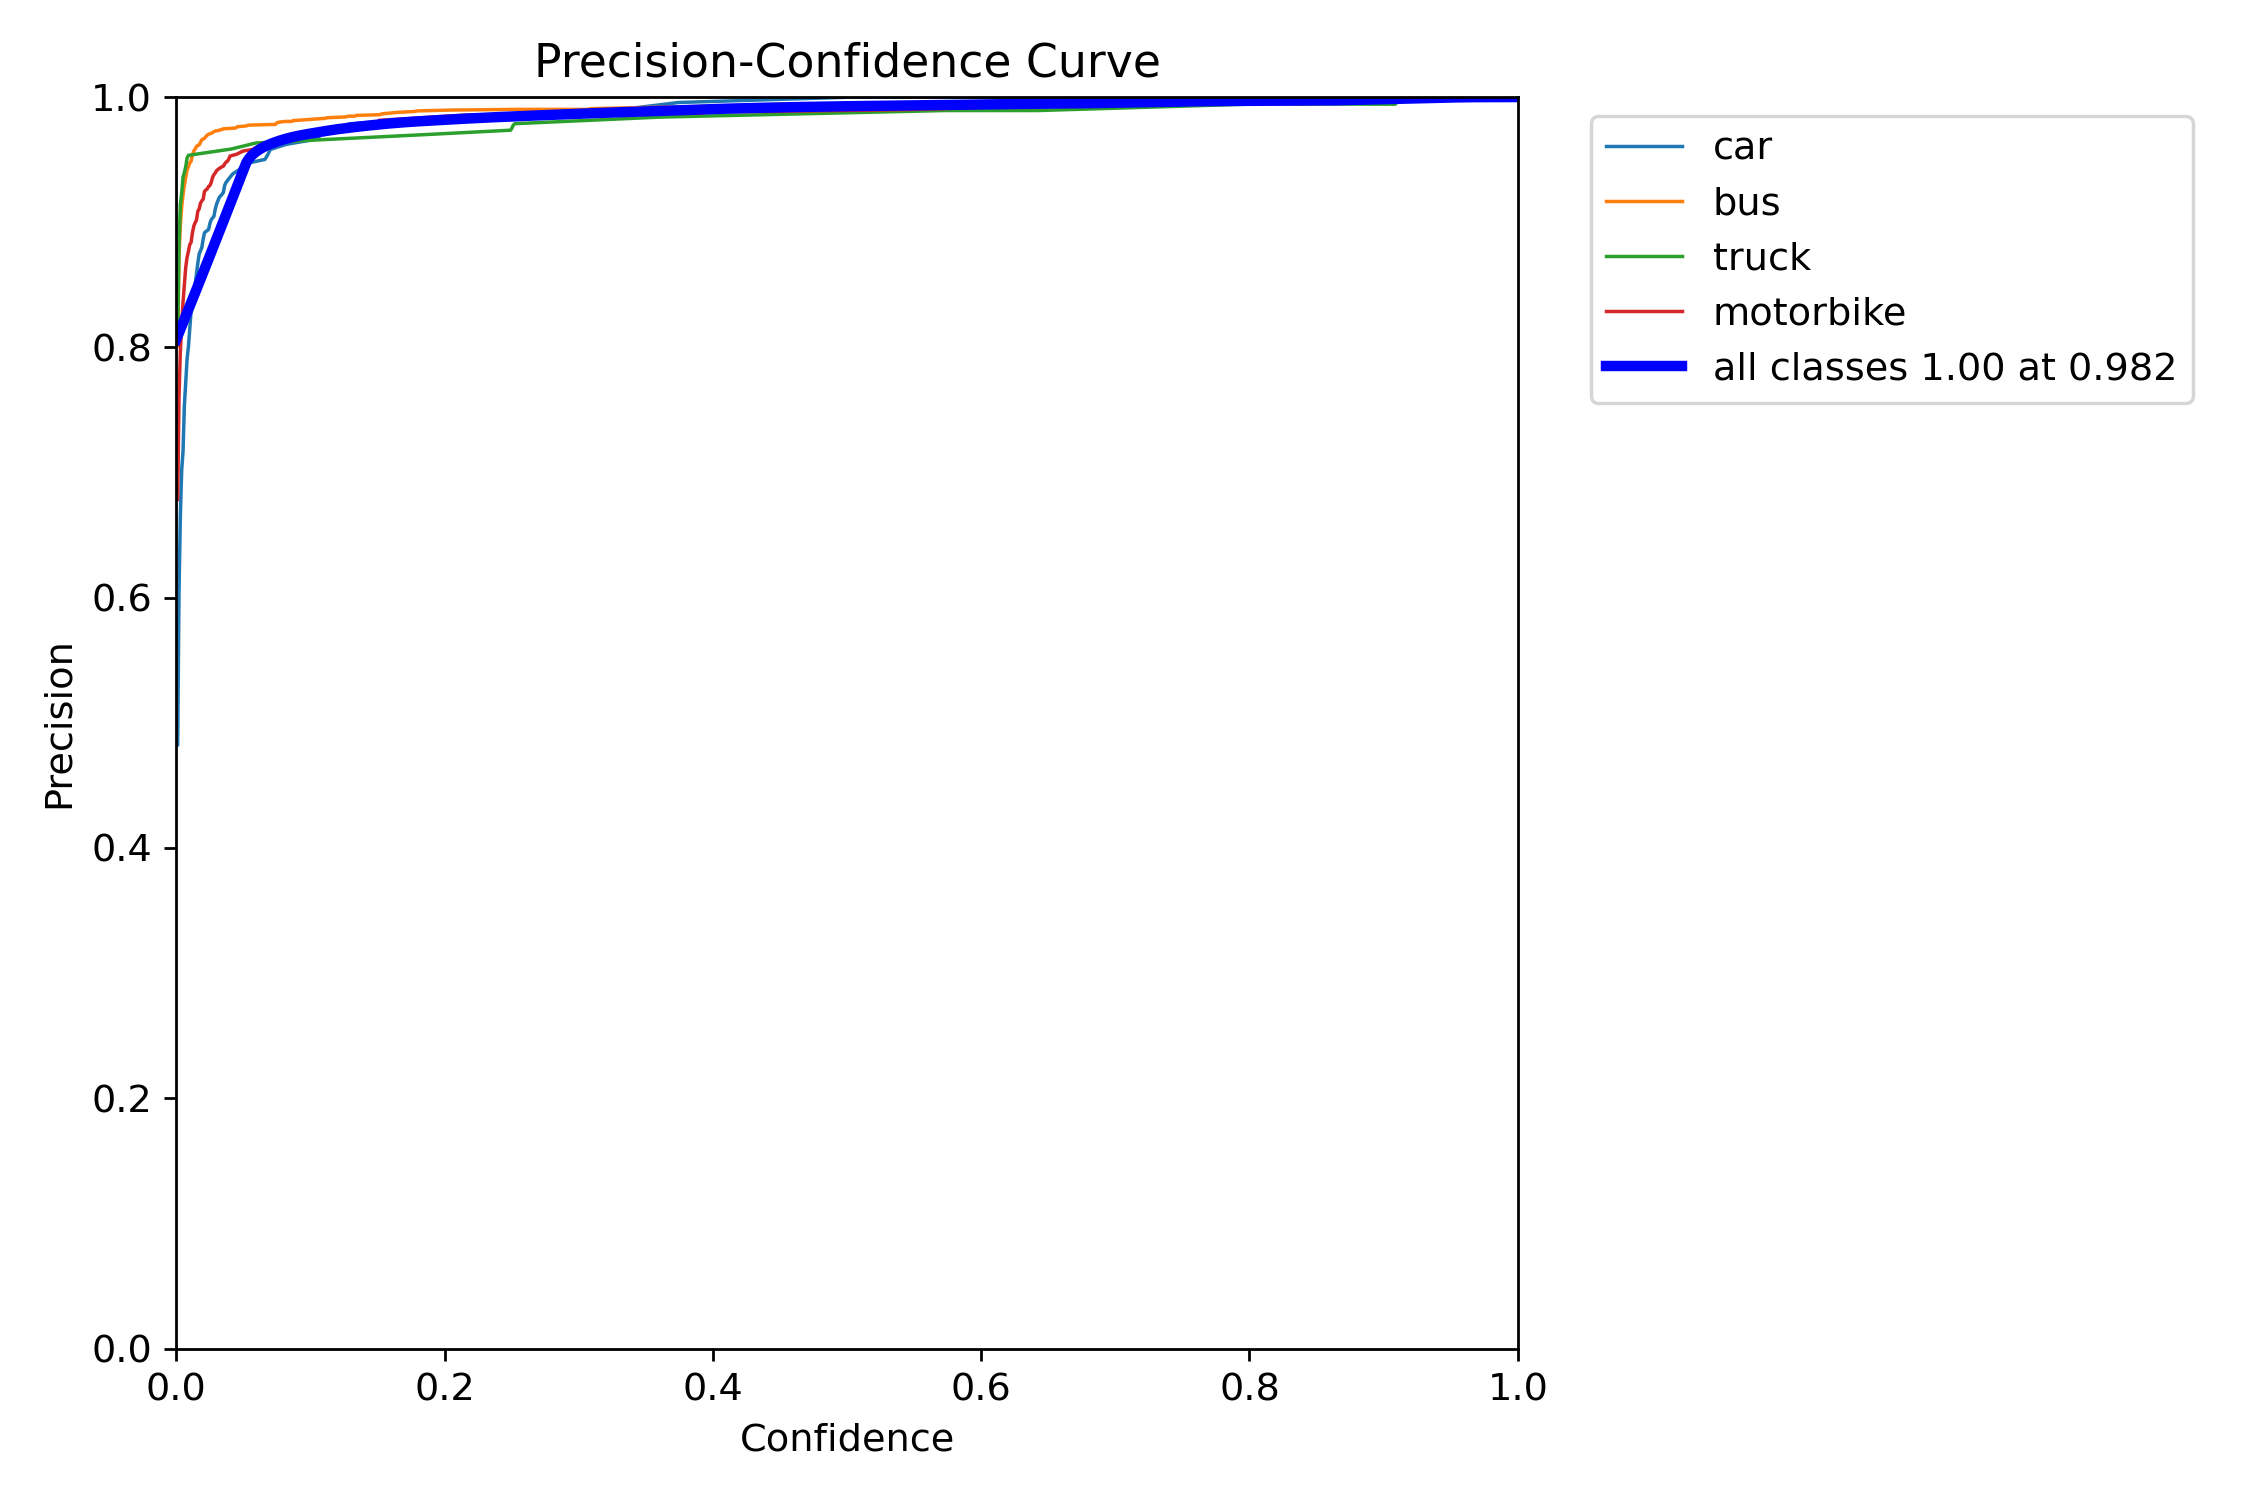 Precision-Confidence Curve
1.0
0.8
0.6
0.4
0.2
0.0
Precision
0.0 0.2 0.4 0.6 0.8 1.0
Confidence
car
bus
truck
motorbike
all classes 1.00 at 0.982